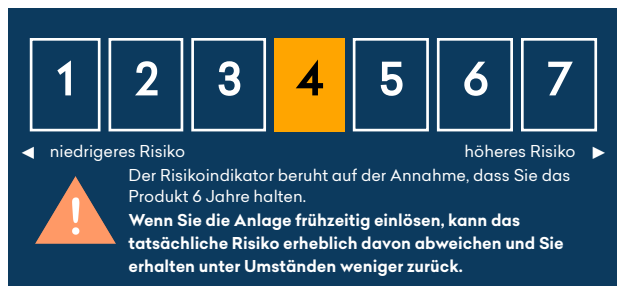 1 2 3 4 5 6 7
niedrigeres Risiko höheres Risiko
Der Risikoindikator beruht auf der Annahme, dass Sie das
Produkt 6 Jahre halten.
Wenn Sie die Anlage frühzeitig einlösen, kann das
tatsächliche Risiko erheblich davon abweichen und Sie
erhalten unter Umständen weniger zurück.